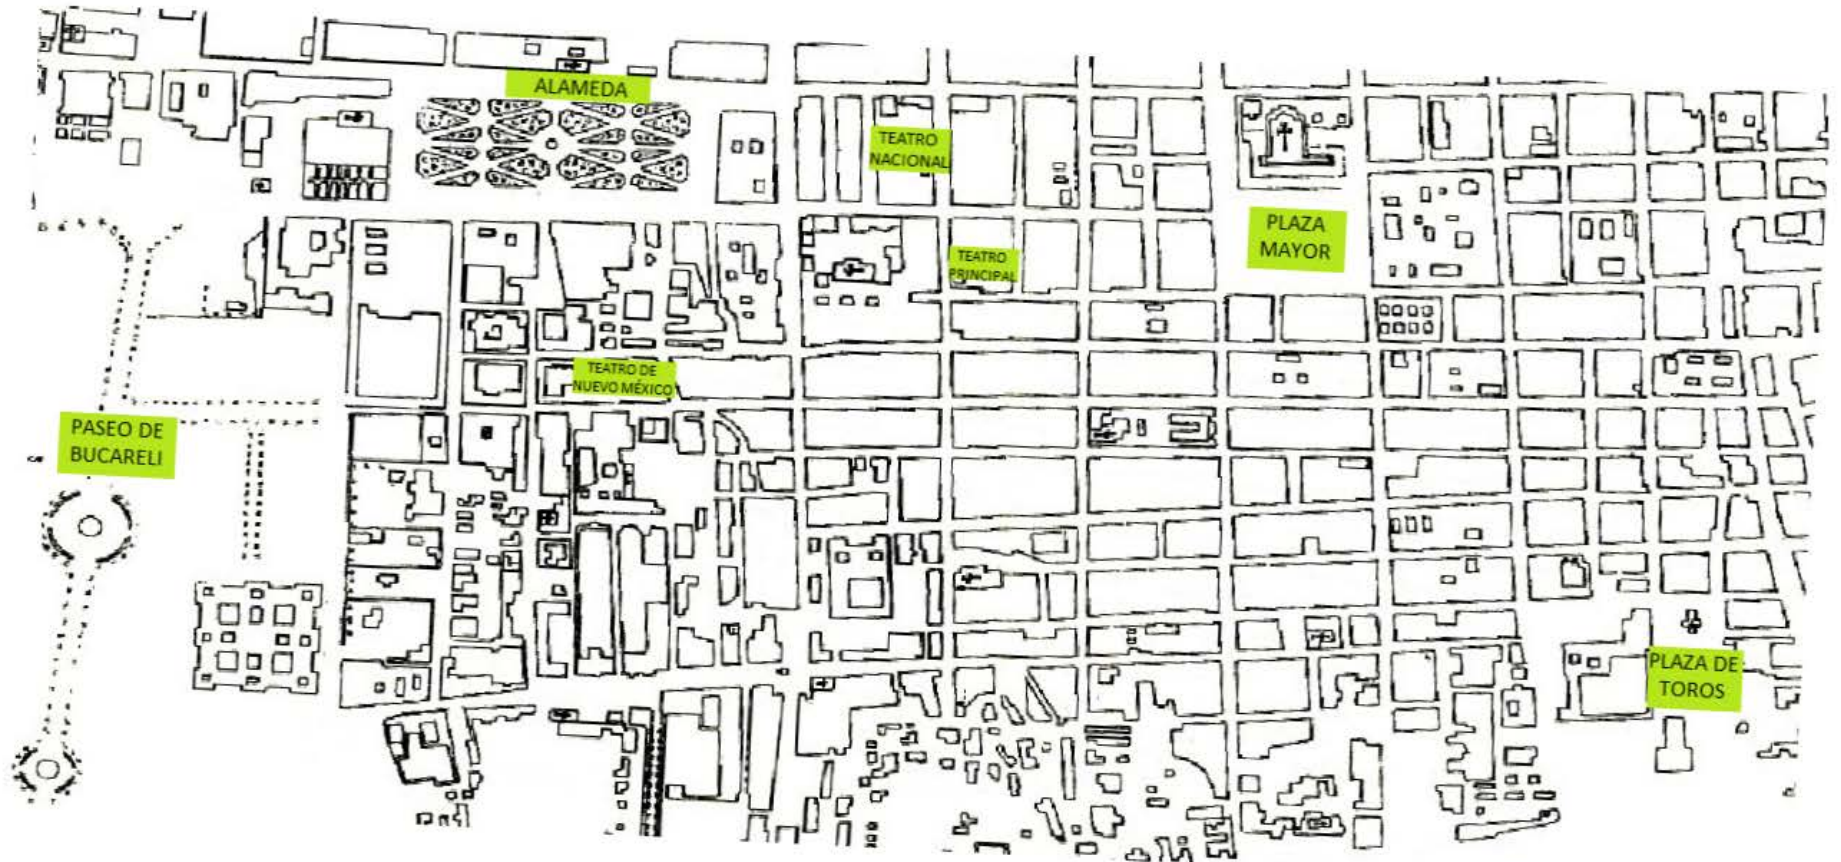 ALAMEDA
TEATRO
NACIONAL
PLAZA
MAYOR
TEATRO
PRINCIPAL
TEATRO DE
NUEVO MÉXICO
PASEO DE
BUCARELI
PLAZA DE
TOROS